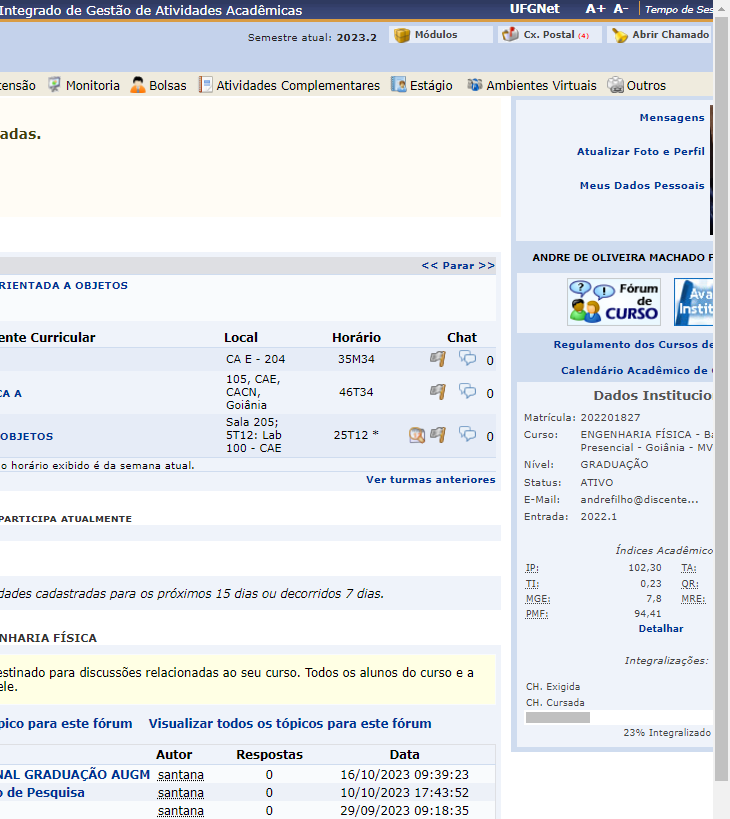 Integrado de Gestão de Atividades Acadêmicas
UFGNet A+ A- Tempo de Ses
Semestre atual: 2023.2 Módulos Cx. Postal (4) Abrir Chamado
tensão Monitoria Bolsas Atividades Complementares Estágio Ambientes Virtuais Outros
adas.
Mensagens
Atualizar Foto e Perfil
Meus Dados Pessoais
<< Parar >>
RIENTADA A OBJETOS
ente Curricular Local Horário Chat
CA E - 204 35M34 0
CA A 105, CAE, CACN, Goiânia 46T34 0
OBJETOS Sala 205; 5T12: Lab 100 - CAE 25T12 * 0
o horário exibido é da semana atual.
Ver turmas anteriores
PARTICIPA ATUALMENTE
dades cadastradas para os próximos 15 dias ou decorridos 7 dias.
NHARIA FÍSICA
estinado para discussões relacionadas ao seu curso. Todos os alunos do curso e a
ele.
pico para este fórum Visualizar todos os tópicos para este fórum
Autor Respostas Data
NAL GRADUAÇÃO AUGM santana 0 16/10/2023 09:39:23
o de Pesquisa santana 0 10/10/2023 17:43:52
santana 0 29/09/2023 09:18:35
ANDRE DE OLIVEIRA MACHADO F
Fórum de CURSO
Ava
Instit
Regulamento dos Cursos de
Calendário Acadêmico de
Dados Institucio
Matrícula: 202201827
Curso: ENGENHARIA FÍSICA - Ba
Presencial - Goiânia - MV
Nível: GRADUAÇÃO
Status: ATIVO
E-Mail: andrefilho@discente...
Entrada: 2022.1
Índices Acadêmico
IP: 102,30 TA:
TI: 0,23 QR:
MGE: 7,8 MRE:
PMF: 94,41
Detalhar
Integralizações:
CH. Exigida
CH. Cursada
23% Integralizado